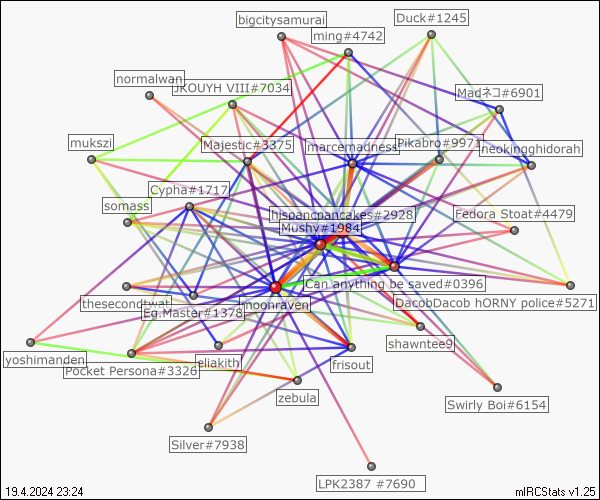 bigcitysamurai
Duck#1245
ming#4742
normalwan
JKOUYH VIII#7034
Madネコ#6901
mukszi
Majestic#3375
marcemadness
Pikabro#9971
neokingghidorah
Cypha#1717
somass
hispancpancakes#2928
Fedora Stoat#4479
Mushy#1984
Can anything be saved#0396
thesecondtwat
moonraven
DacobDacob hORNY police#5271
Eg.Master#1378
shawntee9
yoshimanden
eliakith
frisout
Pocket Persona#3326
zebula
Swirly Boi#6154
Silver#7938
LPK2387 #7690
19.4.2024 23:24
mIRCStats v1.25